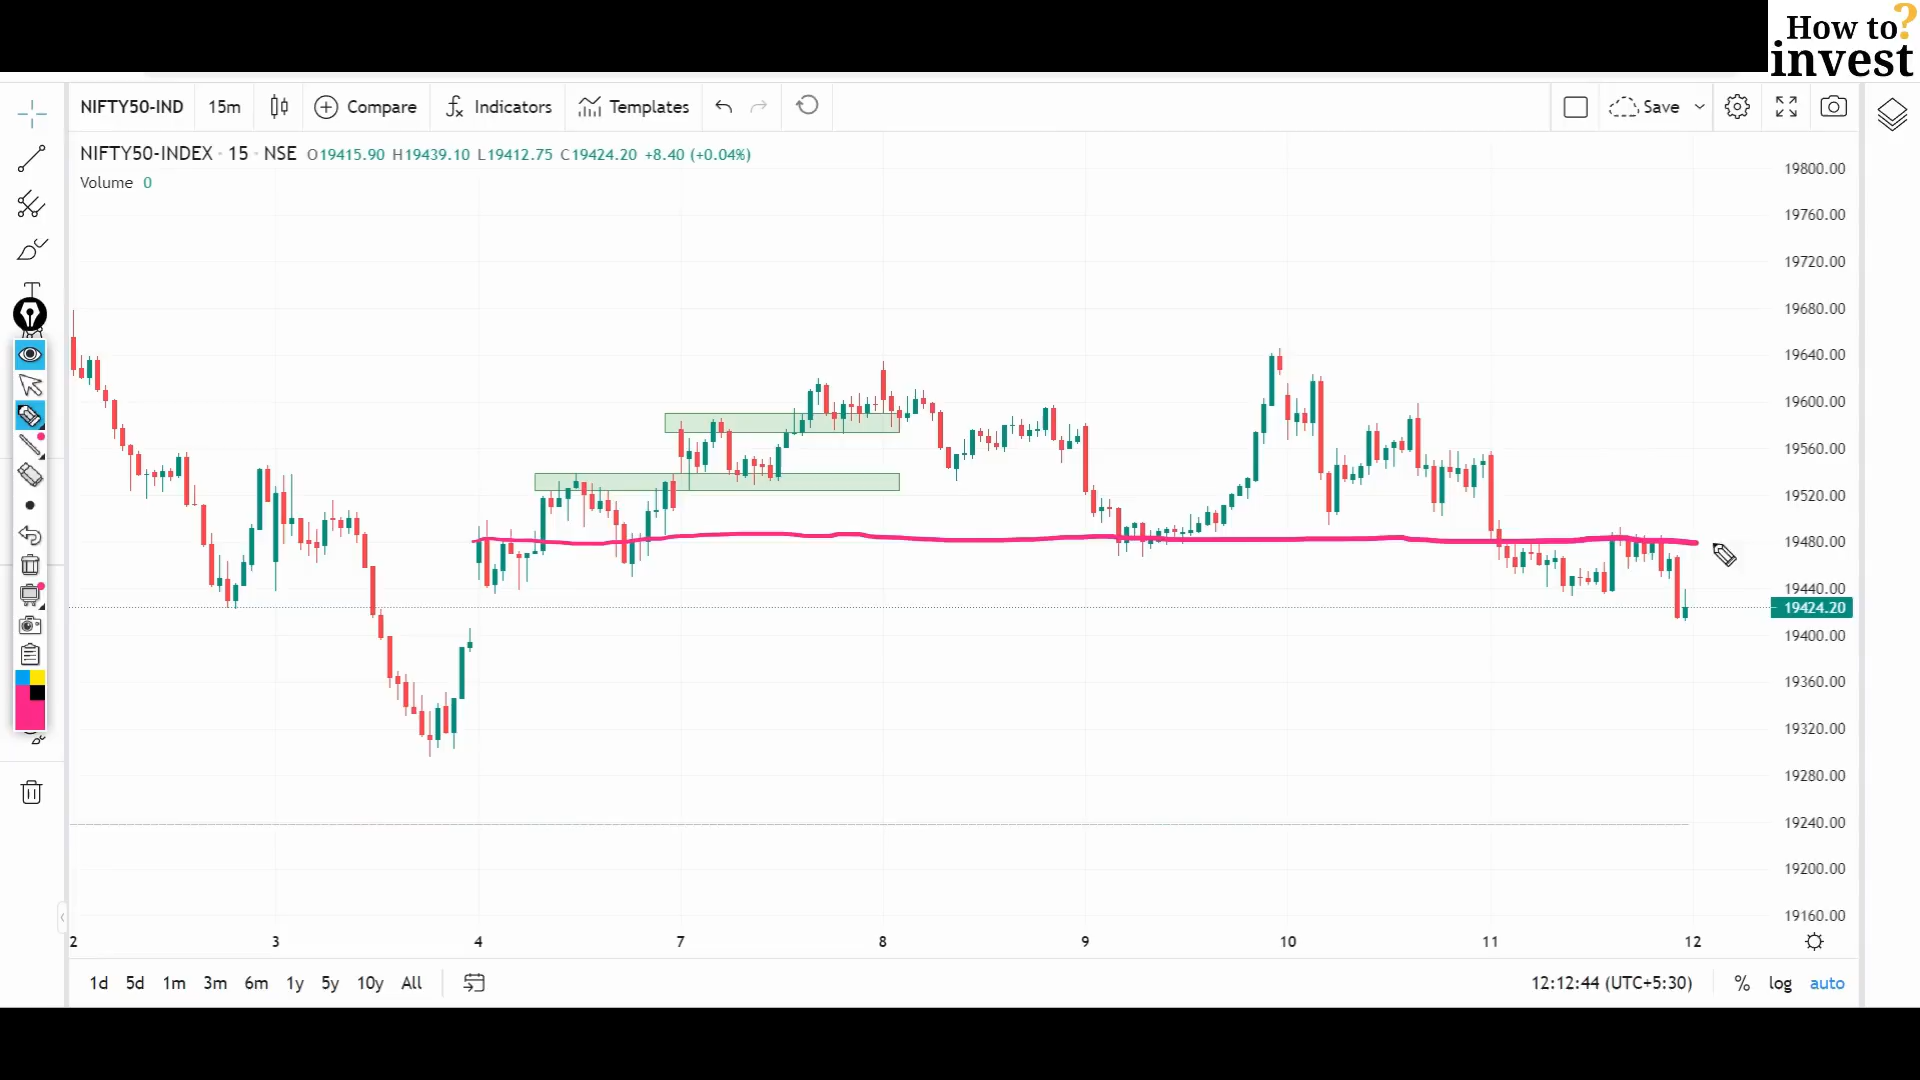 How to?
invest
NIFTY50-IND 15m Compare Indicators Templates Save
NIFTY50-INDEX · 15 · NSE O19415.90 H19439.10 L19412.75 C19424.20 +8.40 (+0.04%)
Volume 0
19800.00
19760.00
19720.00
19680.00
19640.00
19600.00
19560.00
19520.00
19480.00
19440.00
19424.20
19400.00
19360.00
19320.00
19280.00
19240.00
19200.00
19160.00
2 3 4 7 8 9 10 11 12
1d 5d 1m 3m 6m 1y 5y 10y All 12:12:44 (UTC+5:30) % log auto